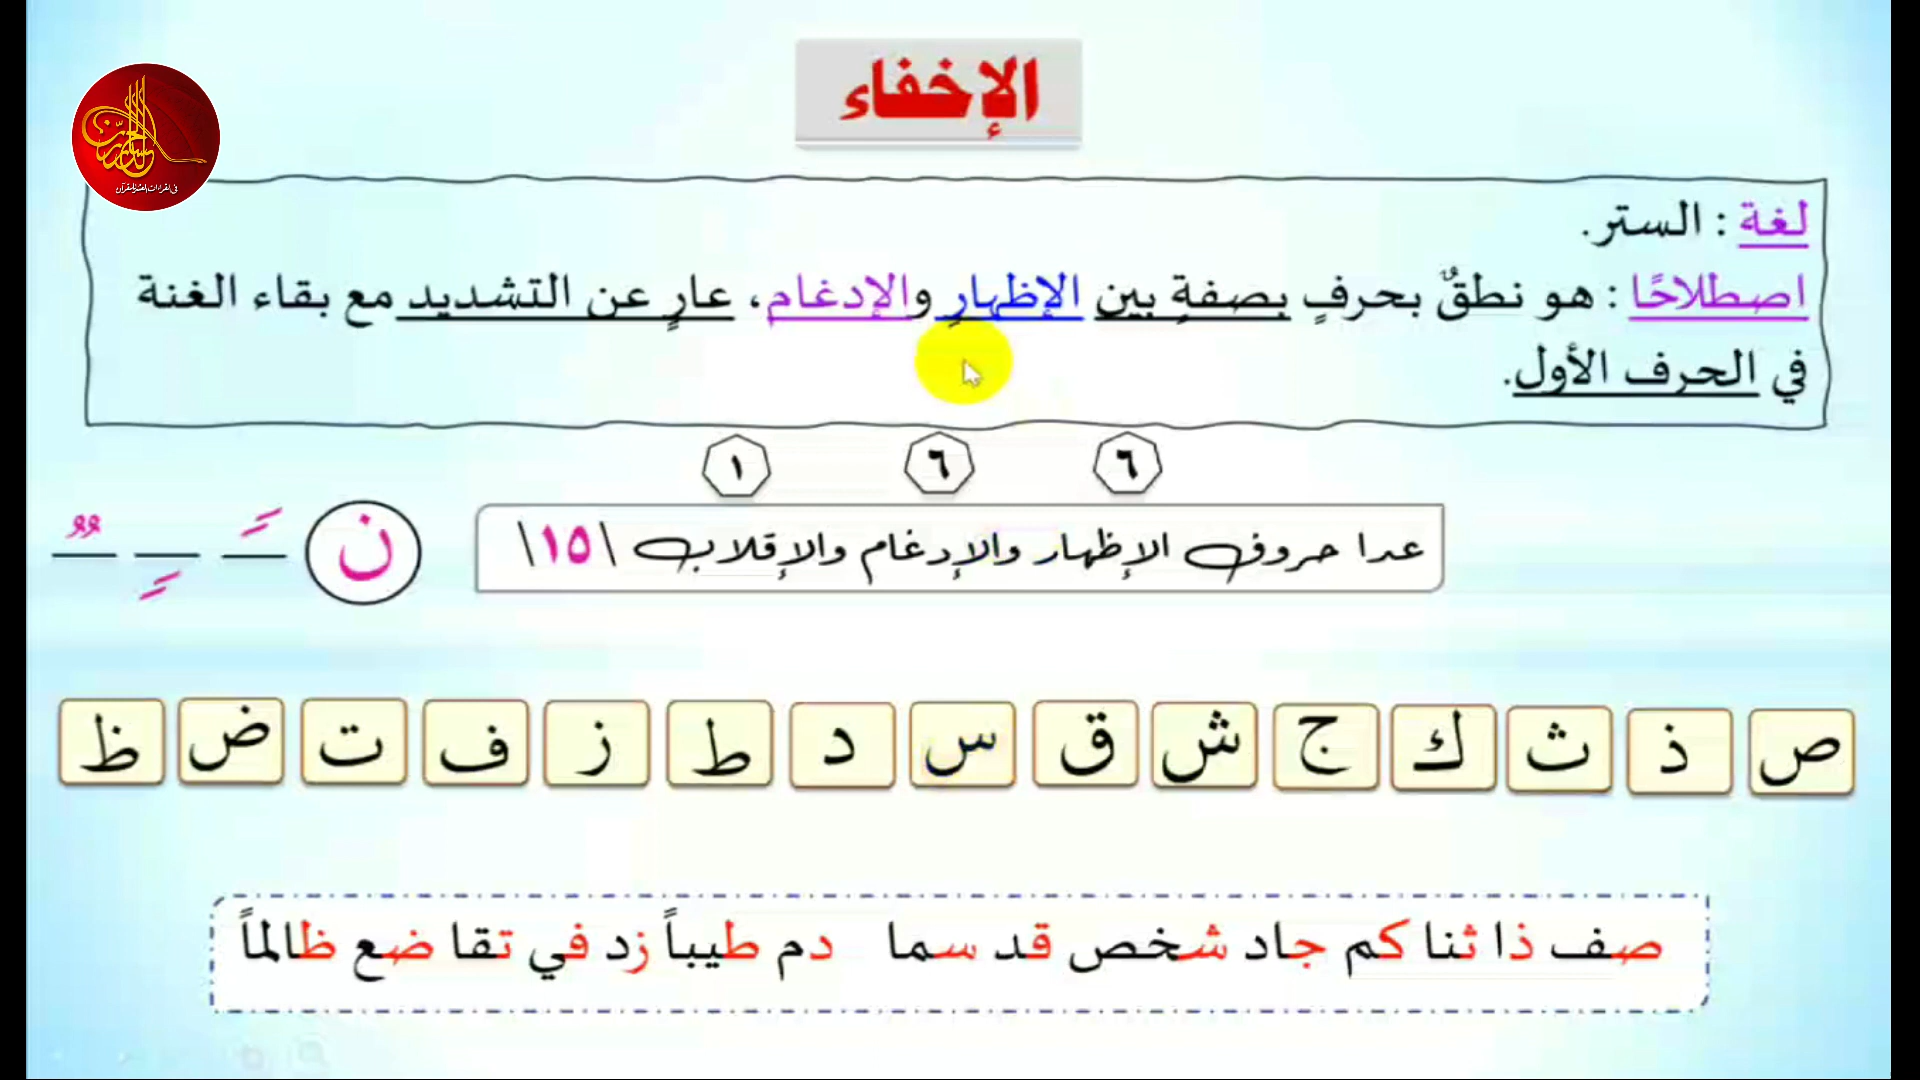 الإخفاء
لغة : الستر.
اصطلاحًا : هو نطقٌ بحرفٍ بصفةٍ بين الإظهارِ والإدغام، عارٍ عن التشديد مع بقاء الغنة
في الحرف الأول.
٦ ٦ ١
عدا حروف الإظهار والإدغام والإقلاب \١٥\
ن ـً ـٍ ـٌ
ص ذ ث ك ج ش ق س د ط ز ف ت ض ظ
صف ذا ثنا كم جاد شخص قد سما دم طيباً زد في تقا ضع ظالماً